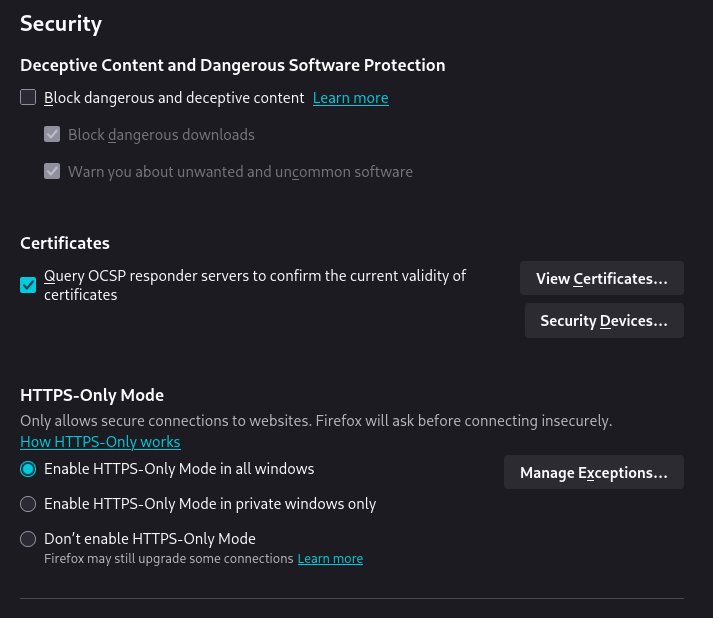 Security
Deceptive Content and Dangerous Software Protection
Block dangerous and deceptive content Learn more
Block dangerous downloads
Warn you about unwanted and uncommon software
Certificates
Query OCSP responder servers to confirm the current validity of
certificates
View Certificates...
Security Devices...
HTTPS-Only Mode
Only allows secure connections to websites. Firefox will ask before connecting insecurely.
How HTTPS-Only works
Enable HTTPS-Only Mode in all windows
Manage Exceptions...
Enable HTTPS-Only Mode in private windows only
Don’t enable HTTPS-Only Mode
Firefox may still upgrade some connections Learn more